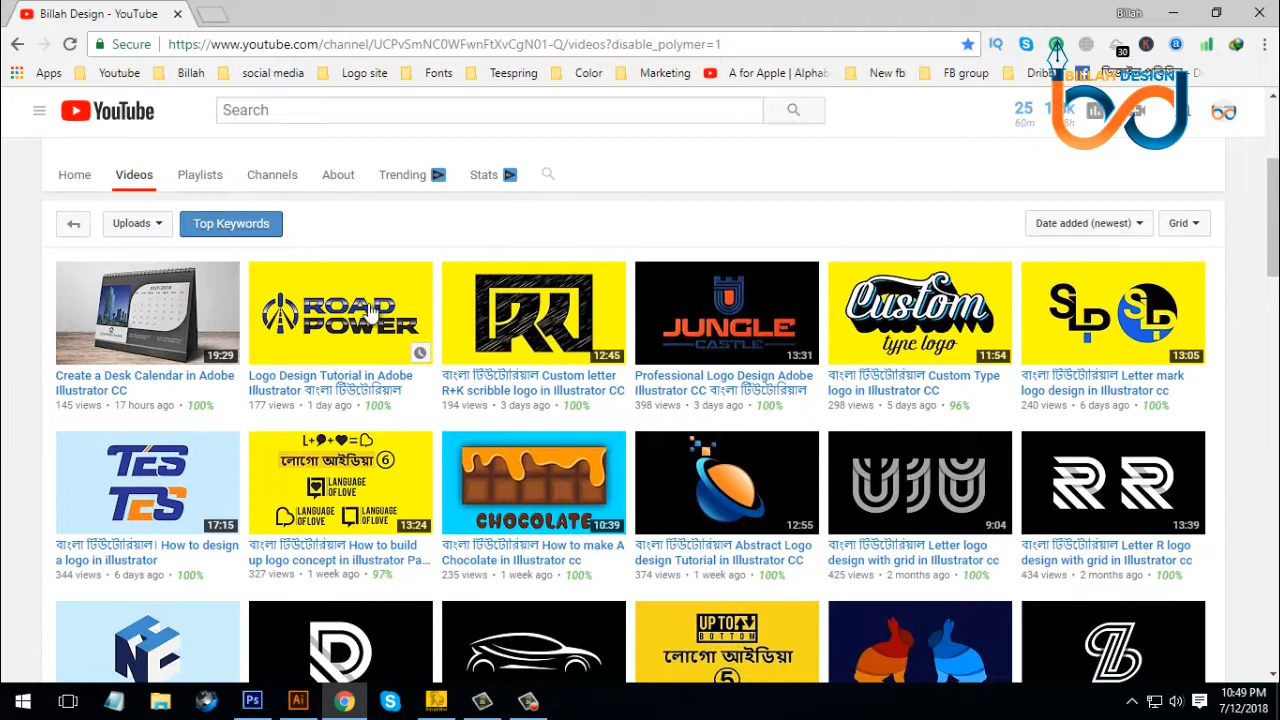 Billah Design - YouTube
Billah
Secure
https://www.youtube.com/channel/UCPvSmNC0WFwnFtXvCgN01-Q/videos?disable_polymer=1
30
Apps
Youtube
Billah
social media
Logo site
Fonts
Teespring
Color
Marketing
A for Apple | Alphab
New fb
FB group
Dribb
BILLAH DESIGN
YouTube
Search
25
60m
Home
Videos
Playlists
Channels
About
Trending
Stats
Uploads
Top Keywords
Date added (newest)
Grid
JULY-2018
19:29
ROAD
POWER
12:45
JUNGLE
CASTLE
13:31
Custom
type logo
11:54
SLP
SLP
13:05
Create a Desk Calendar in Adobe
Illustrator CC
145 views • 17 hours ago • 100%
Logo Design Tutorial in Adobe
Illustrator বাংলা টিউটোরিয়াল
177 views • 1 day ago • 100%
বাংলা টিউটোরিয়াল Custom letter
R+K scribble logo in Illustrator CC
194 views • 3 days ago • 100%
Professional Logo Design Adobe
Illustrator CC বাংলা টিউটোরিয়াল
398 views • 3 days ago • 100%
বাংলা টিউটোরিয়াল Custom Type
logo in Illustrator CC
298 views • 5 days ago • 96%
বাংলা টিউটোরিয়াল Letter mark
logo design in Illustrator cc
240 views • 6 days ago • 100%
TES
TES
17:15
L+
লোগো আইডিয়া ৬
LANGUAGE
OF LOVE
LANGUAGE
OF LOVE
LANGUAGE
OF LOVE
13:24
CHOCOLATE
10:39
12:55
UJU
9:04
R R
13:39
বাংলা টিউটোরিয়াল। How to design
a logo in illustrator
344 views • 6 days ago • 100%
বাংলা টিউটোরিয়াল How to build
up logo concept in illustrator Pa...
327 views • 1 week ago • 97%
বাংলা টিউটোরিয়াল How to make A
Chocolate in Illustrator cc
235 views • 1 week ago • 100%
বাংলা টিউটোরিয়াল Abstract Logo
design Tutorial in Illustrator CC
374 views • 1 week ago • 100%
বাংলা টিউটোরিয়াল Letter logo
design with grid in Illustrator cc
425 views • 2 months ago • 100%
বাংলা টিউটোরিয়াল Letter R logo
design with grid in Illustrator cc
434 views • 2 months ago • 100%
UP TO
BOTTOM
লোগো আইডিয়া
Ps
Ai
10:49 PM
7/12/2018